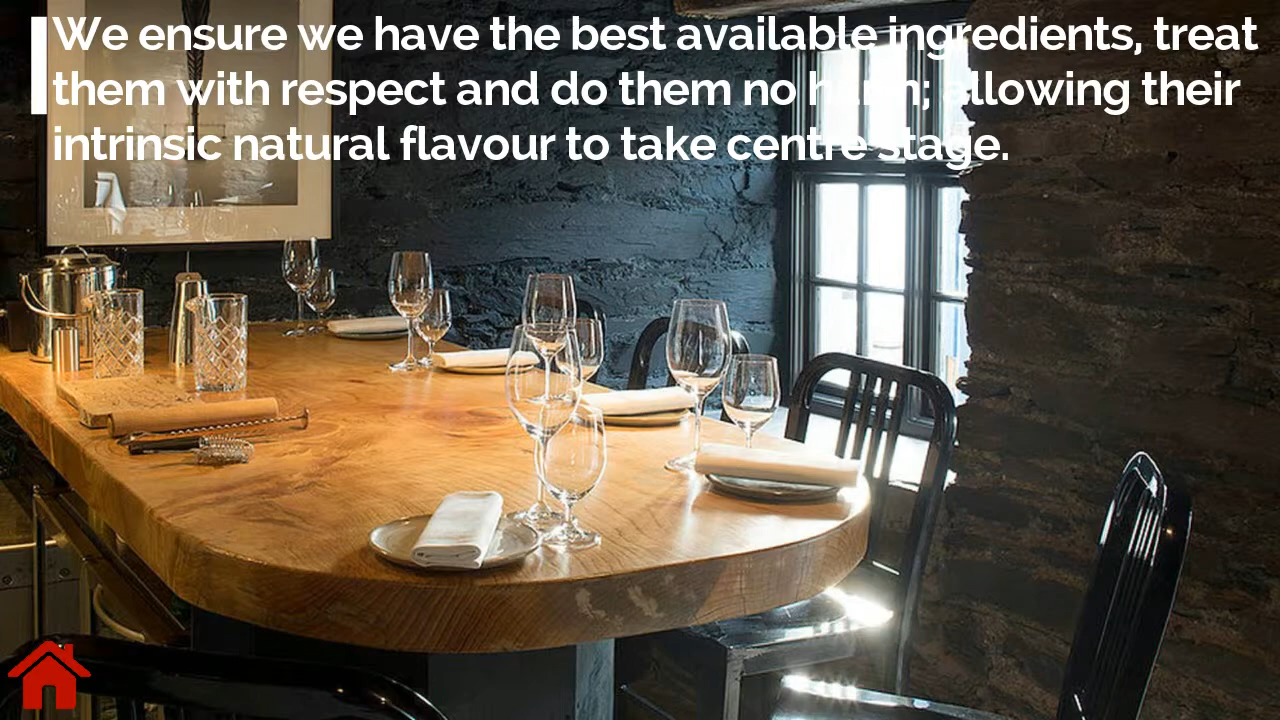 We ensure we have the best available ingredients, treat
them with respect and do them no harm; allowing their
intrinsic natural flavour to take centre stage.